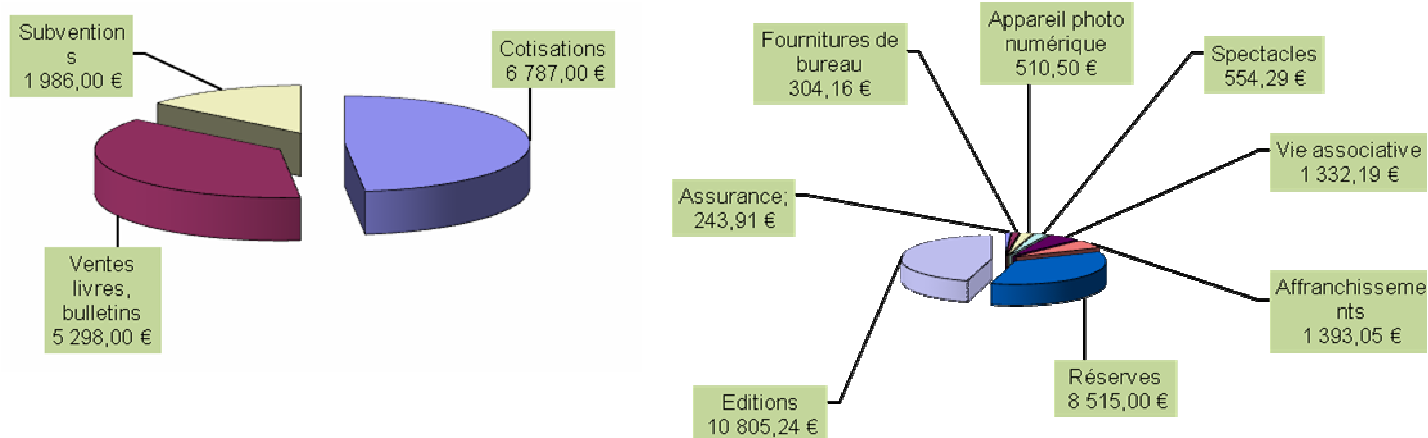 Subvention
s
1 986,00 €
Cotisations
6 787,00 €
Ventes
livres,
bulletins
5 298,00 €
Fournitures de
bureau
304,16 €
Appareil photo
numérique
510,50 €
Spectacles
554,29 €
Vie associative
1 332,19 €
Assurance;
243,91 €
Affranchisseme
nts
1 393,05 €
Réserves
8 515,00 €
Editions
10 805,24 €